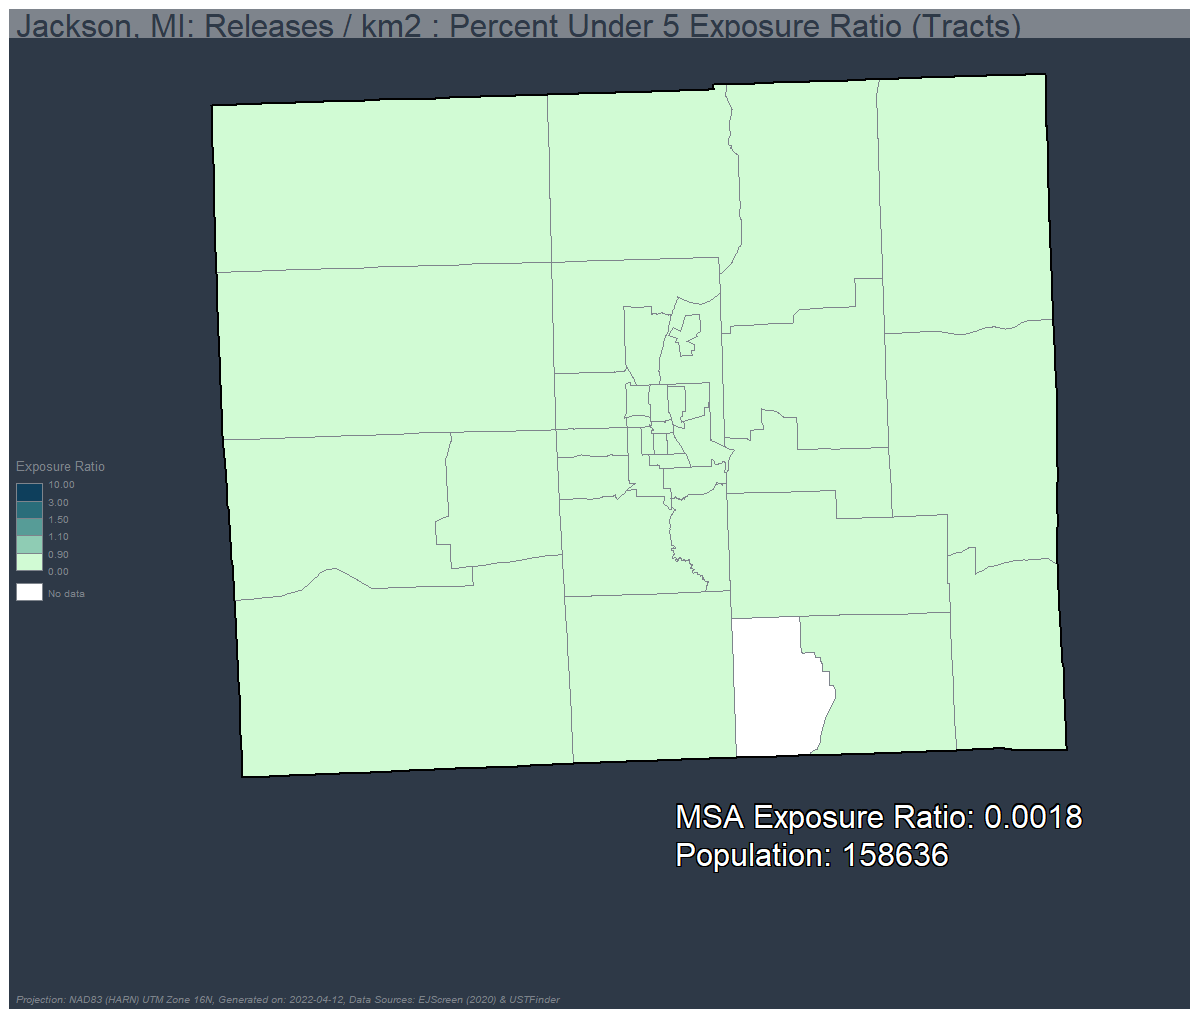 Jackson, MI: Releases / km2 : Percent Under 5 Exposure Ratio (Tracts)
Exposure Ratio
10.00
3.00
1.50
1.10
0.90
0.00
No data
MSA Exposure Ratio: 0.0018
Population: 158636
Projection: NAD83 (HARN) UTM Zone 16N, Generated on: 2022-04-12, Data Sources: EJScreen (2020) & USTFinder